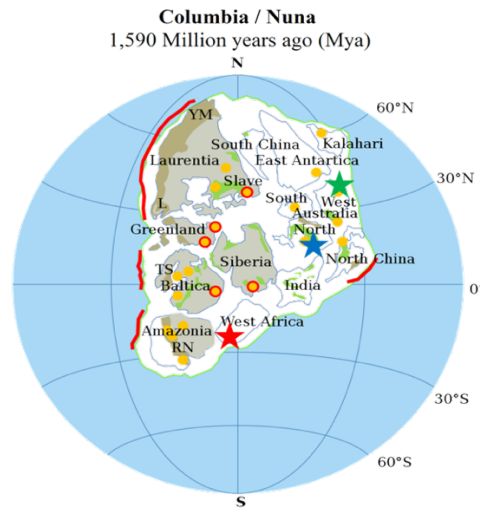 Columbia / Nuna
1,590 Million years ago (Mya)
N
60°N
YM
South China
Kalahari
Laurentia
East Antartica
Slave
30°N
South
West
L
Australia
Greenland
North
North China
Siberia
TS
Baltica
India
0°
West Africa
Amazonia
RN
30°S
60°S
S